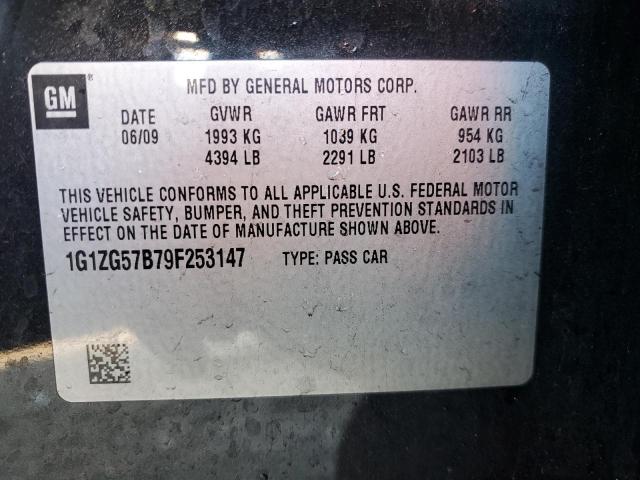 GM ®
MFD BY GENERAL MOTORS CORP.
DATE GVWR GAWR FRT GAWR RR
06/09 1993 KG 1039 KG 954 KG
4394 LB 2291 LB 2103 LB
THIS VEHICLE CONFORMS TO ALL APPLICABLE U.S. FEDERAL MOTOR
VEHICLE SAFETY, BUMPER, AND THEFT PREVENTION STANDARDS IN
EFFECT ON THE DATE OF MANUFACTURE SHOWN ABOVE.
1G1ZG57B79F253147 TYPE: PASS CAR